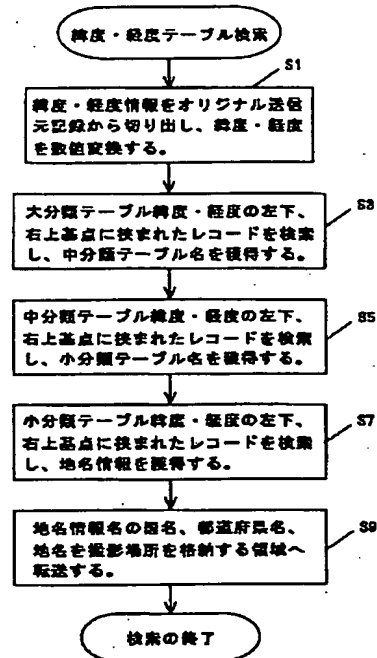 緯度・経度テーブル検索
S1
緯度・経度情報をオリジナル送信
元記録から切り出し、緯度・経度
を数値変換する。
S3
大分類テーブル緯度・経度の左下、
右上基点に挟まれたレコードを検索
し、中分類テーブル名を獲得する。
S5
中分類テーブル緯度・経度の左下、
右上基点に挟まれたレコードを検索
し、小分類テーブル名を獲得する。
S7
小分類テーブル緯度・経度の左下、
右上基点に挟まれたレコードを検索
し、地名情報を獲得する。
S9
地名情報名の国名、都道府県名、
地名を撮影場所を格納する領域へ
転送する。
検索の終了